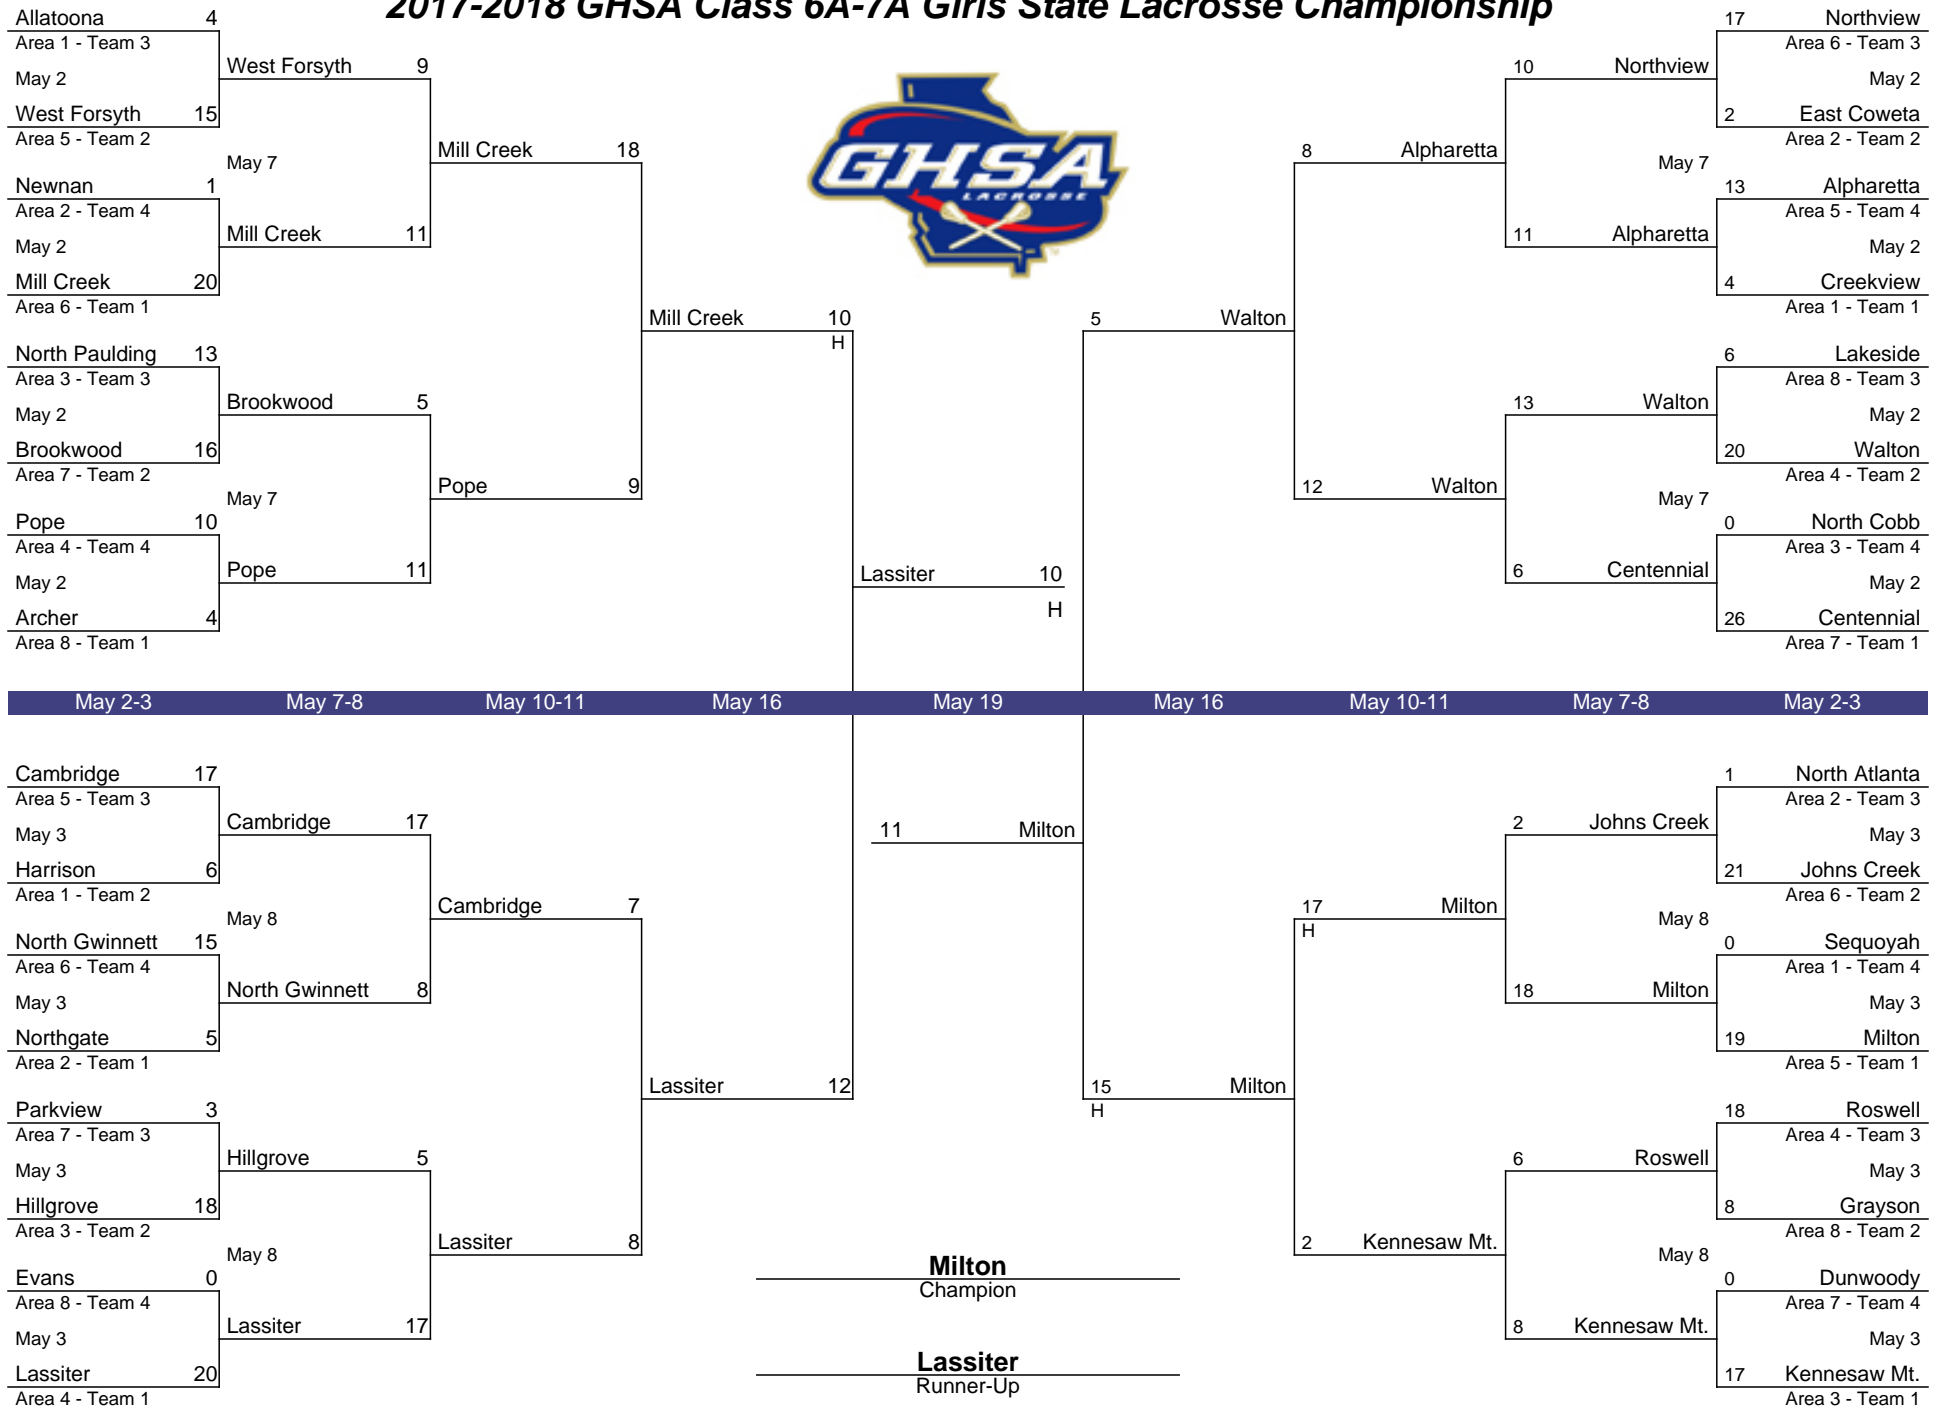 2017-2018 GHSA Class 6A-7A Girls State Lacrosse Championship
Allatoona 4
Area 1 - Team 3
May 2
West Forsyth 15
Area 5 - Team 2
Newnan 1
Area 2 - Team 4
May 2
Mill Creek 20
Area 6 - Team 1
North Paulding 13
Area 3 - Team 3
May 2
Brookwood 16
Area 7 - Team 2
Pope 10
Area 4 - Team 4
May 2
Archer 4
Area 8 - Team 1
West Forsyth 9
May 7
Mill Creek 11
Brookwood 5
May 7
Pope 11
Mill Creek 18
Pope 9
Mill Creek 10
H
GHSA
LACROSSE
Lassiter 10
H
5 Walton
8 Alpharetta
12 Walton
10 Northview
May 7
11 Alpharetta
13 Walton
May 7
6 Centennial
17 Northview
Area 6 - Team 3
May 2
2 East Coweta
Area 2 - Team 2
13 Alpharetta
Area 5 - Team 4
May 2
4 Creekview
Area 1 - Team 1
6 Lakeside
Area 8 - Team 3
May 2
20 Walton
Area 4 - Team 2
0 North Cobb
Area 3 - Team 4
May 2
26 Centennial
Area 7 - Team 1
May 2-3 May 7-8 May 10-11 May 16 May 19 May 16 May 10-11 May 7-8 May 2-3
Cambridge 17
Area 5 - Team 3
May 3
Harrison 6
Area 1 - Team 2
North Gwinnett 15
Area 6 - Team 4
May 3
Northgate 5
Area 2 - Team 1
Parkview 3
Area 7 - Team 3
May 3
Hillgrove 18
Area 3 - Team 2
Evans 0
Area 8 - Team 4
May 3
Lassiter 20
Area 4 - Team 1
Cambridge 17
May 8
North Gwinnett 8
Hillgrove 5
May 8
Lassiter 17
Cambridge 7
Lassiter 8
Lassiter 12
11 Milton
15 Milton
H
17 Milton
H
2 Kennesaw Mt.
2 Johns Creek
May 8
18 Milton
6 Roswell
May 8
8 Kennesaw Mt.
1 North Atlanta
Area 2 - Team 3
May 3
21 Johns Creek
Area 6 - Team 2
0 Sequoyah
Area 1 - Team 4
May 3
19 Milton
Area 5 - Team 1
18 Roswell
Area 4 - Team 3
May 3
8 Grayson
Area 8 - Team 2
0 Dunwoody
Area 7 - Team 4
May 3
17 Kennesaw Mt.
Area 3 - Team 1
Milton
Champion
Lassiter
Runner-Up